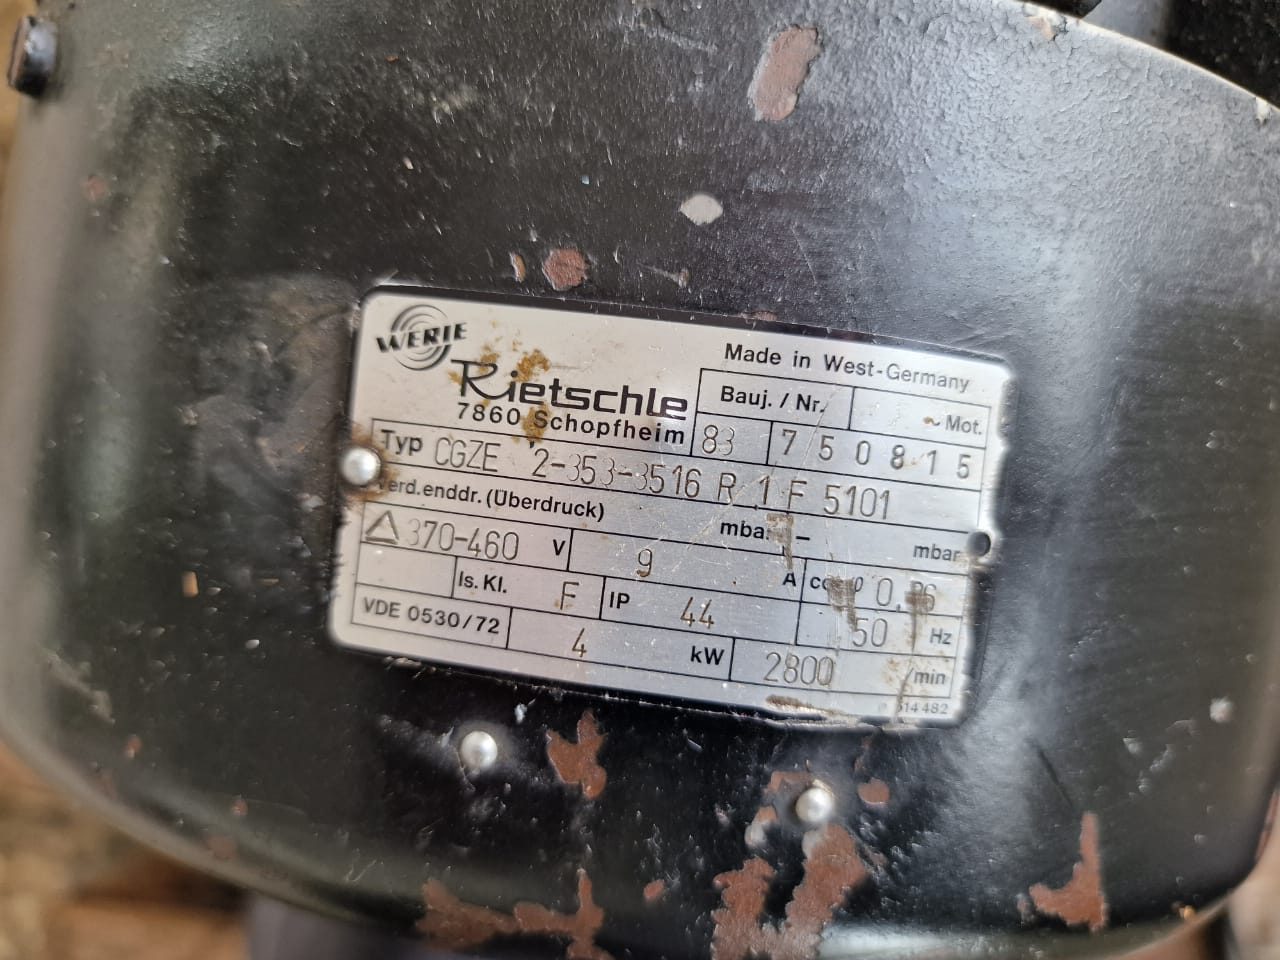 WERIE
Rietschle
7860 Schopfheim
Made in West-Germany
Bauj. / Nr. ~ Mot.
83 750815
Typ CGZE 2-353-3516 R 1 F 5101
Verd.enddr. (Überdruck) mbar - mbar
△ 370-460 V 9 A cos φ
Is. Kl. F IP 44 50 Hz
VDE 0530/72 4 kW 2800 /min